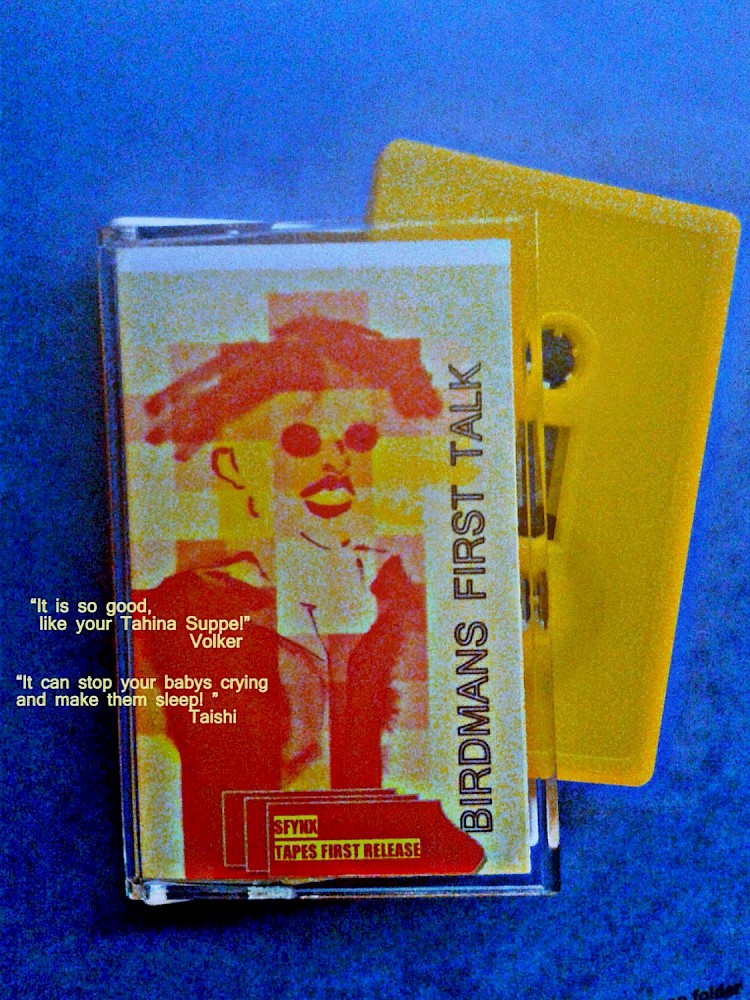 BIRDMANS FIRST TALK
“It is so good,
like your Tahina Suppe!”
Volker
“It can stop your babys crying
and make them sleep! ”
Taishi
SFYNX
TAPES FIRST RELEASE
folder